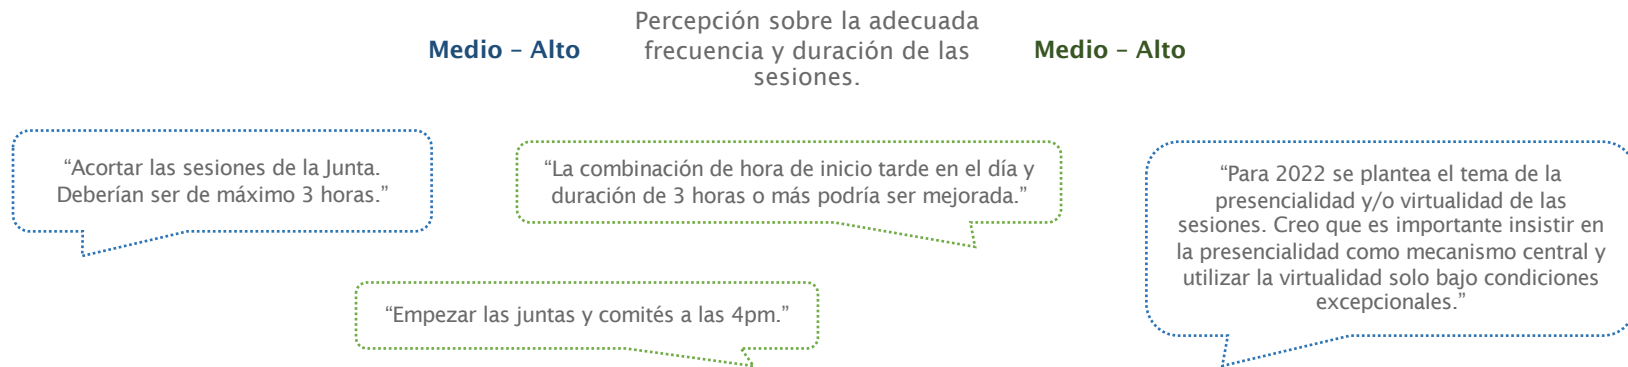 Percepción sobre la adecuada
Medio – Alto
frecuencia y duración de las
Medio – Alto
sesiones.
“Acortar las sesiones de la Junta.
Deberían ser de máximo 3 horas.”
“La combinación de hora de inicio tarde en el día y
duración de 3 horas o más podría ser mejorada.”
“Para 2022 se plantea el tema de la
presencialidad y/o virtualidad de las
sesiones. Creo que es importante insistir en
la presencialidad como mecanismo central y
utilizar la virtualidad solo bajo condiciones
excepcionales.”
“Empezar las juntas y comités a las 4pm.”